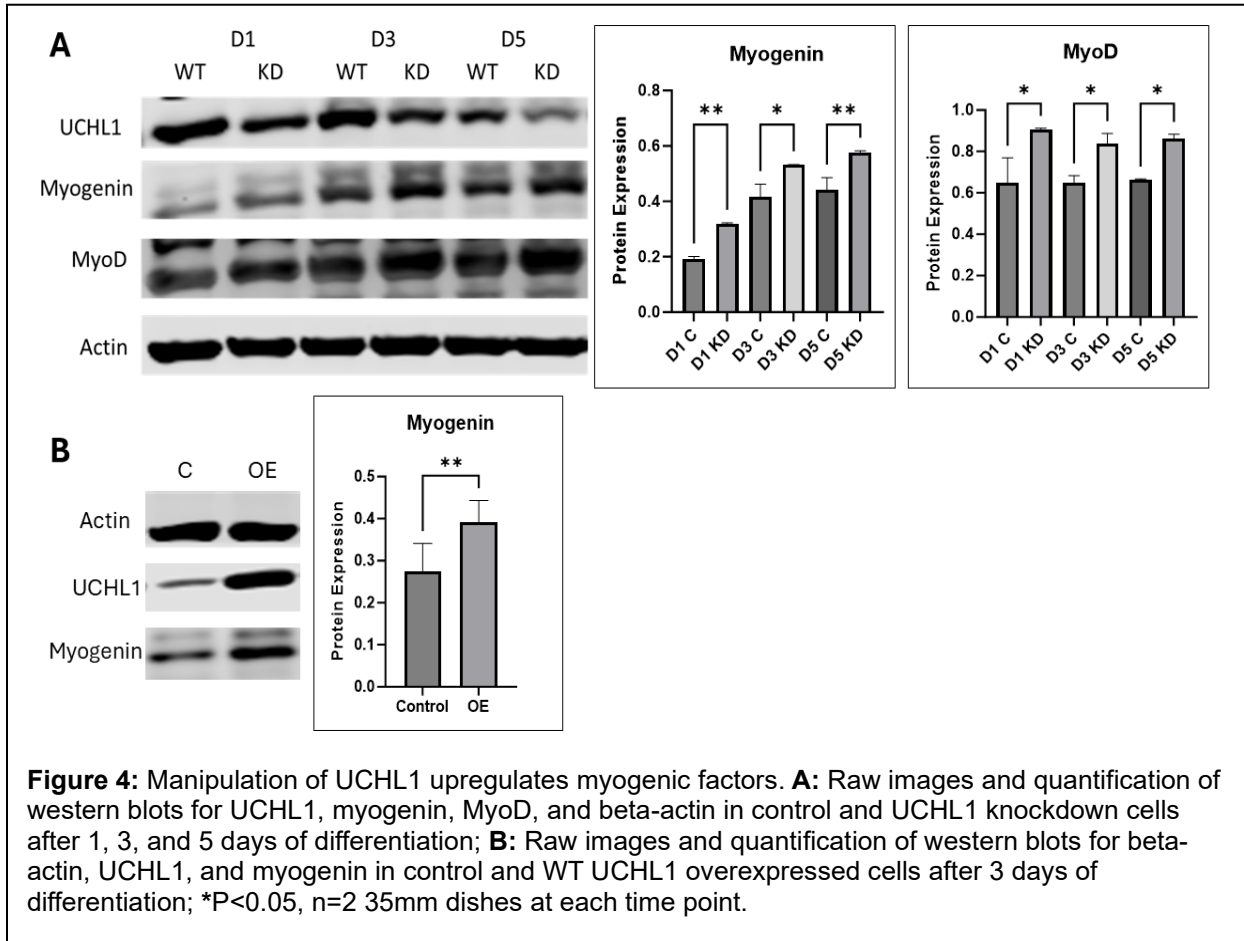 A
D1 D3 D5
WT KD WT KD WT KD
UCHL1
Myogenin
MyoD
Actin
Myogenin
Protein Expression
0.8
0.6
0.4
0.2
0.0
** * **
D1 C D1 KD D3 C D3 KD D5 C D5 KD
MyoD
Protein Expression
1.0
0.8
0.6
0.4
0.2
0.0
* * *
D1 C D1 KD D3 C D3 KD D5 C D5 KD
B
C OE
Actin
UCHL1
Myogenin
Myogenin
Protein Expression
0.5
0.4
0.3
0.2
0.1
0.0
**
Control OE
Figure 4: Manipulation of UCHL1 upregulates myogenic factors. A: Raw images and quantification of
western blots for UCHL1, myogenin, MyoD, and beta-actin in control and UCHL1 knockdown cells
after 1, 3, and 5 days of differentiation; B: Raw images and quantification of western blots for beta-
actin, UCHL1, and myogenin in control and WT UCHL1 overexpressed cells after 3 days of
differentiation; *P<0.05, n=2 35mm dishes at each time point.